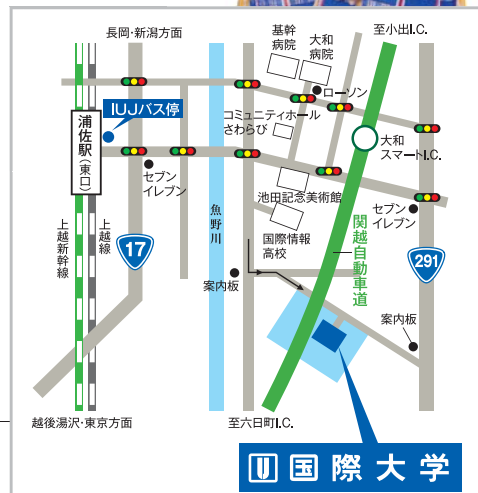 長岡・新潟方面
基幹
病院
大和
病院
至小出I.C.
ローソン
IUJバス停
コミュニティホール
さわらび
大和
スマートI.C.
浦佐駅(東口)
セブン
イレブン
池田記念美術館
セブン
イレブン
魚野川
国際情報
高校
関越自動車道
上越新幹線
上越線
17
291
案内板
案内板
越後湯沢・東京方面
至六日町I.C.
国際大学